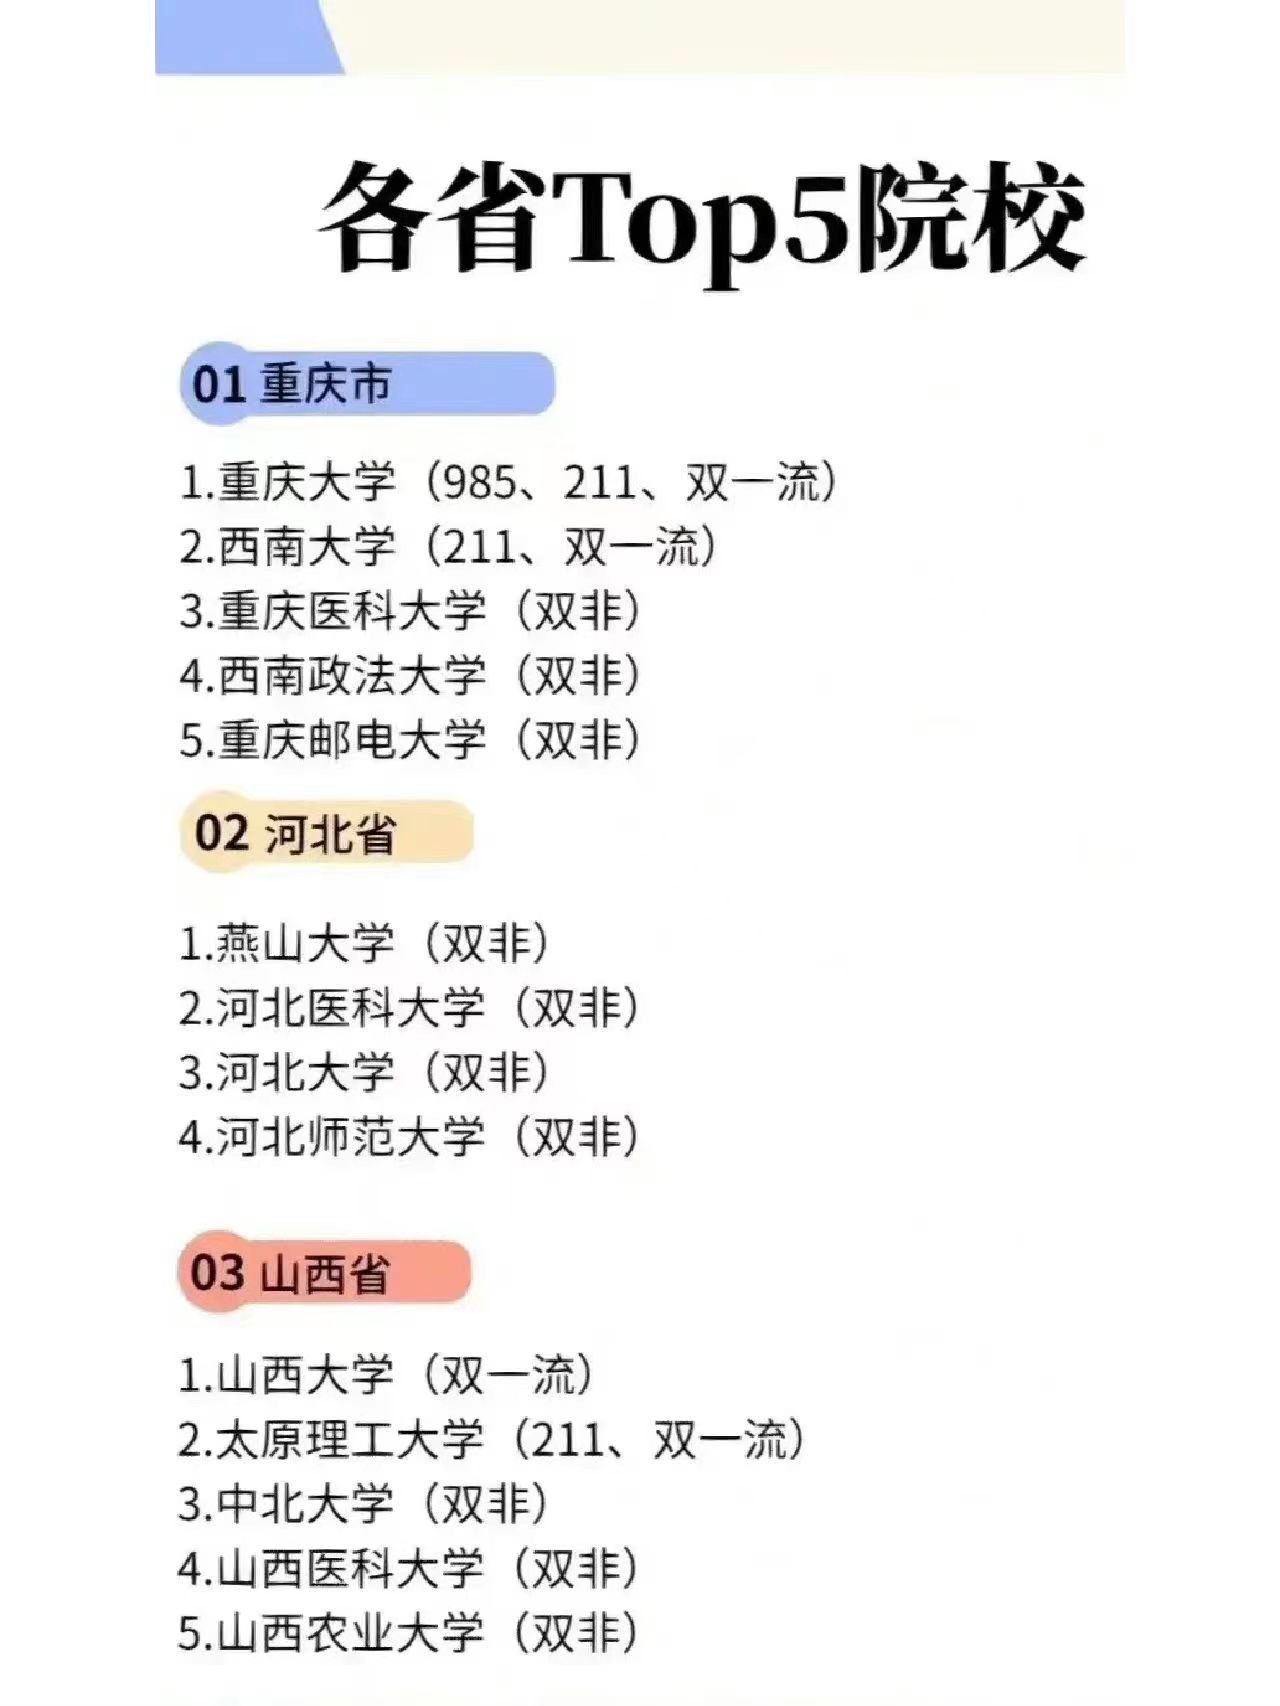 各省Top5院校
01 重庆市
1.重庆大学（985、211、双一流）
2.西南大学（211、双一流）
3.重庆医科大学（双非）
4.西南政法大学（双非）
5.重庆邮电大学（双非）
02 河北省
1.燕山大学（双非）
2.河北医科大学（双非）
3.河北大学（双非）
4.河北师范大学（双非）
03 山西省
1.山西大学（双一流）
2.太原理工大学（211、双一流）
3.中北大学（双非）
4.山西医科大学（双非）
5.山西农业大学（双非）